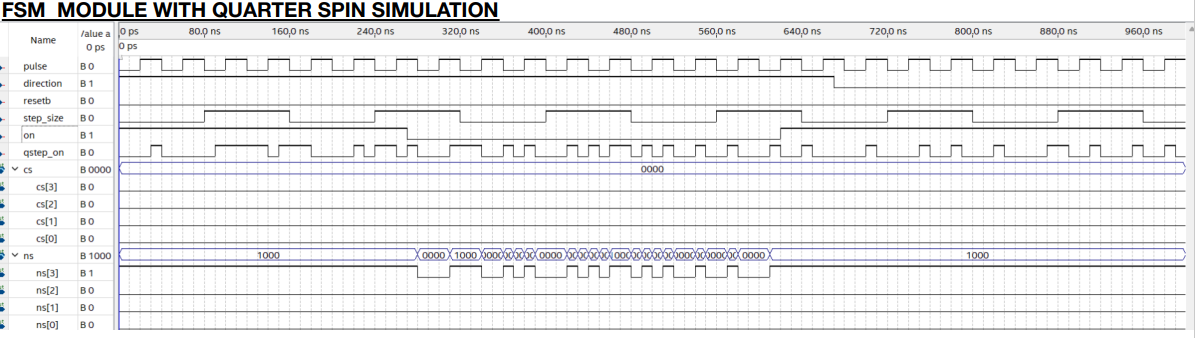 FSM MODULE WITH QUARTER SPIN SIMULATION
Name
/alue a
0 ps
0 ps 80.0 ns 160.0 ns 240.0 ns 320.0 ns 400.0 ns 480.0 ns 560.0 ns 640.0 ns 720.0 ns 800.0 ns 880.0 ns 960.0 ns
0 ps
pulse B 0
direction B 1
resetb B 0
step_size B 0
on B 1
qstep_on B 0
cs B 0000 0000
cs[3] B 0
cs[2] B 0
cs[1] B 0
cs[0] B 0
ns B 1000 1000 0000 1000 0000 0000 0000 1000
ns[3] B 1
ns[2] B 0
ns[1] B 0
ns[0] B 0